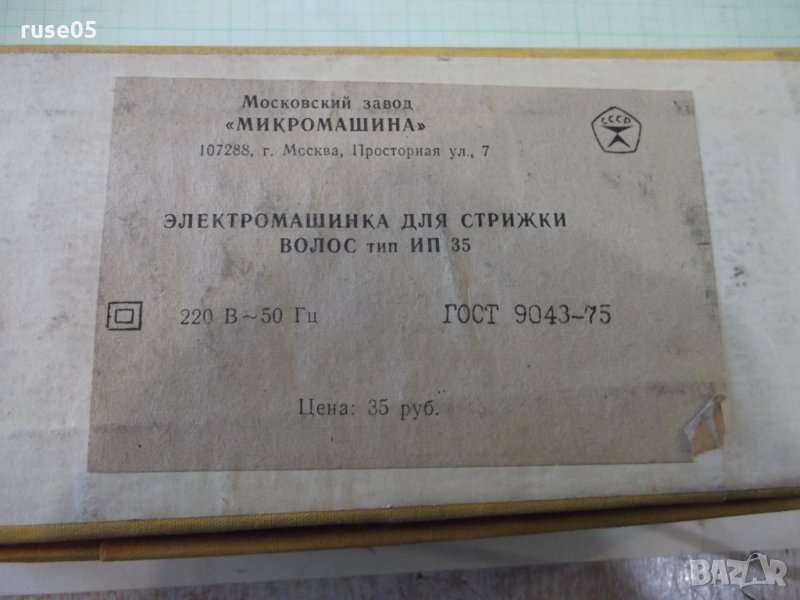 ruse05
Московский завод
«МИКРОМАШИНА»
107288, г. Москва, Просторная ул., 7
СССР
ЭЛЕКТРОМАШИНКА ДЛЯ СТРИЖКИ
ВОЛОС тип ИП 35
220 В~50 Гц
ГОСТ 9043-75
Цена: 35 руб.
BAZAR